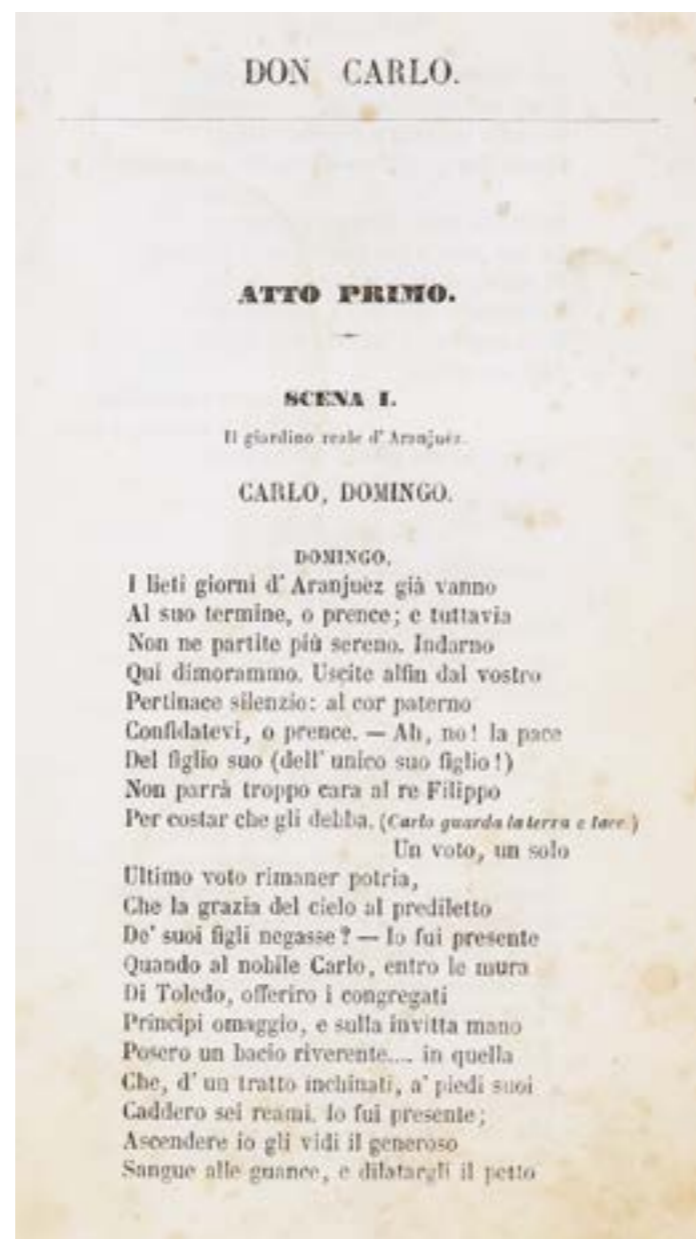 DON CARLO.
ATTO PRIMO.
SCENA I.
Il giardino reale d' Aranjuez.
CARLO, DOMINGO.
DOMINGO.
I lieti giorni d' Aranjuez già vanno
Al suo termine, o prence; e tuttavia
Non ne partite più sereno. Indarno
Qui dimorammo. Uscite alfin dal vostro
Pertinace silenzio: al cor paterno
Confidatevi, o prence. — Ah, no! la pace
Del figlio suo (dell' unico suo figlio!)
Non parrà troppo cara al re Filippo
Per costar che gli debba. (Carlo guarda la terra e tace.)
Un voto, un solo
Ultimo voto rimaner potria,
Che la grazia del cielo al prediletto
De' suoi figli negasse? — Io fui presente
Quando al nobile Carlo, entro le mura
Di Toledo, offeriro i congregati
Principi omaggio, e sulla invitta mano
Posero un bacio riverente.... in quella
Che, d' un tratto inchinati, a' piedi suoi
Caddero sei reami. Io fui presente;
Ascendere io gli vidi il generoso
Sangue alle guance, e dilatargli il petto